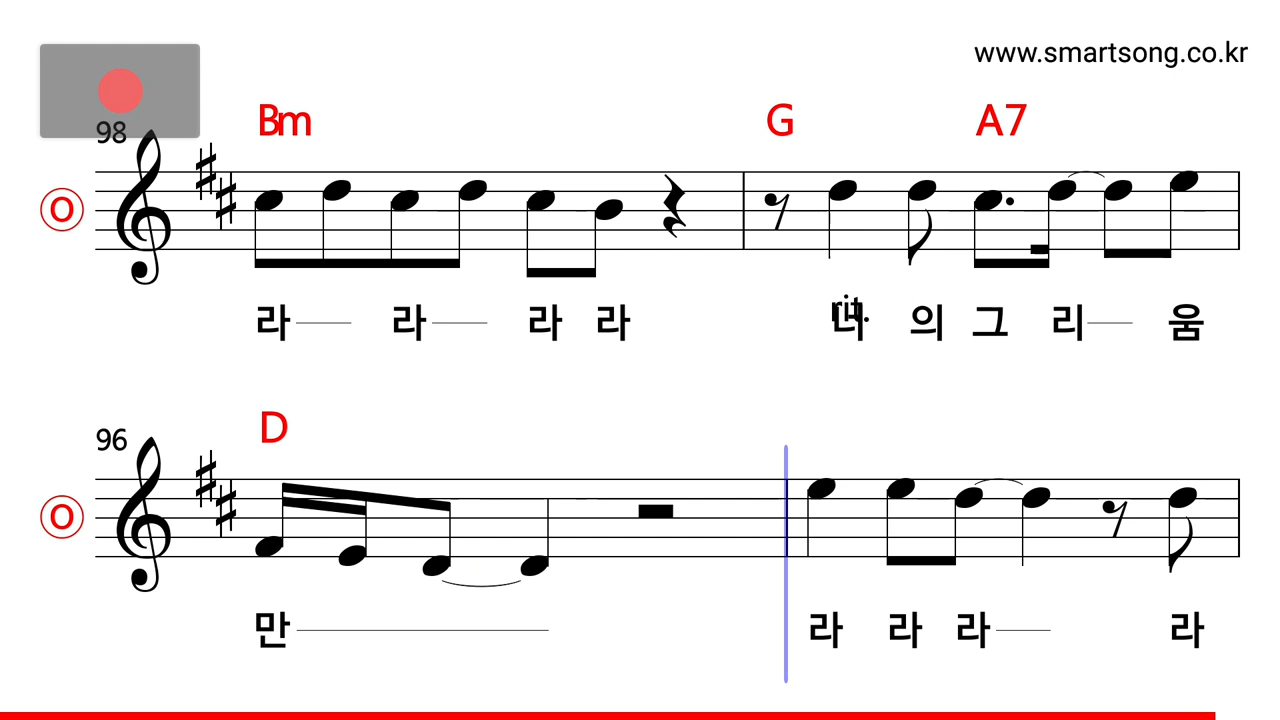 www.smartsong.co.kr
98 Bm G A7
O
rit.
라 라 라 라 너 의 그 리 움
96 D
O
만 라 라 라 라